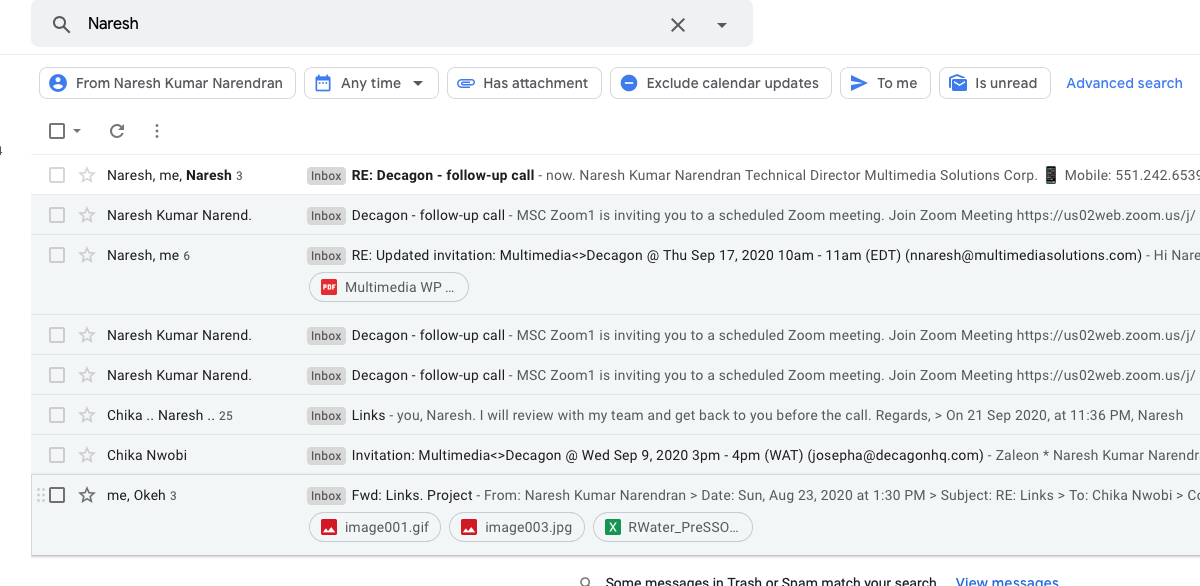 Naresh
From Naresh Kumar Narendran Any time Has attachment Exclude calendar updates To me Is unread Advanced search
Naresh, me, Naresh 3 Inbox RE: Decagon - follow-up call - now. Naresh Kumar Narendran Technical Director Multimedia Solutions Corp. Mobile: 551.242.6539
Naresh Kumar Narend. Inbox Decagon - follow-up call - MSC Zoom1 is inviting you to a scheduled Zoom meeting. Join Zoom Meeting https://us02web.zoom.us/j/
Naresh, me 6 Inbox RE: Updated invitation: Multimedia<>Decagon @ Thu Sep 17, 2020 10am - 11am (EDT) (nnaresh@multimediasolutions.com) - Hi Nare
PDF Multimedia WP ...
Naresh Kumar Narend. Inbox Decagon - follow-up call - MSC Zoom1 is inviting you to a scheduled Zoom meeting. Join Zoom Meeting https://us02web.zoom.us/j/
Naresh Kumar Narend. Inbox Decagon - follow-up call - MSC Zoom1 is inviting you to a scheduled Zoom meeting. Join Zoom Meeting https://us02web.zoom.us/j/
Chika .. Naresh .. 25 Inbox Links - you, Naresh. I will review with my team and get back to you before the call. Regards, > On 21 Sep 2020, at 11:36 PM, Naresh
Chika Nwobi Inbox Invitation: Multimedia<>Decagon @ Wed Sep 9, 2020 3pm - 4pm (WAT) (josepha@decagonhq.com) - Zaleon * Naresh Kumar Narendr
me, Okeh 3 Inbox Fwd: Links. Project - From: Naresh Kumar Narendran > Date: Sun, Aug 23, 2020 at 1:30 PM > Subject: RE: Links > To: Chika Nwobi > Cc
image001.gif image003.jpg X RWater_PreSSO...
Some messages in Trash or Spam match your search. View messages